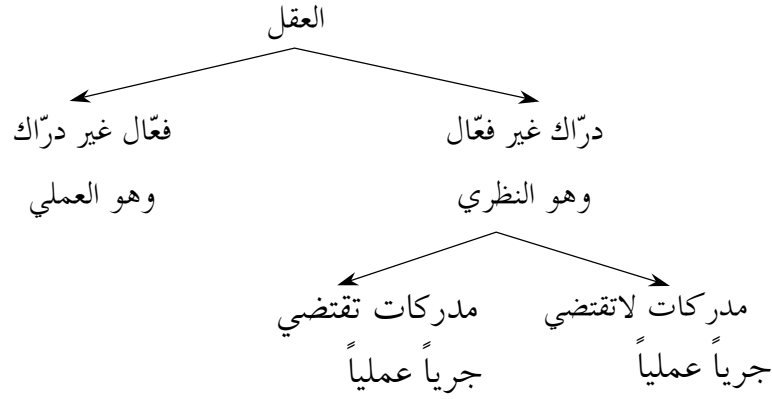 العقل
درّاك غير فعّال
فعّال غير درّاك
وهو النظري
وهو العملي
مدركات لاتقتضي
جرياً عملياً
مدركات تقتضي
جرياً عملياً